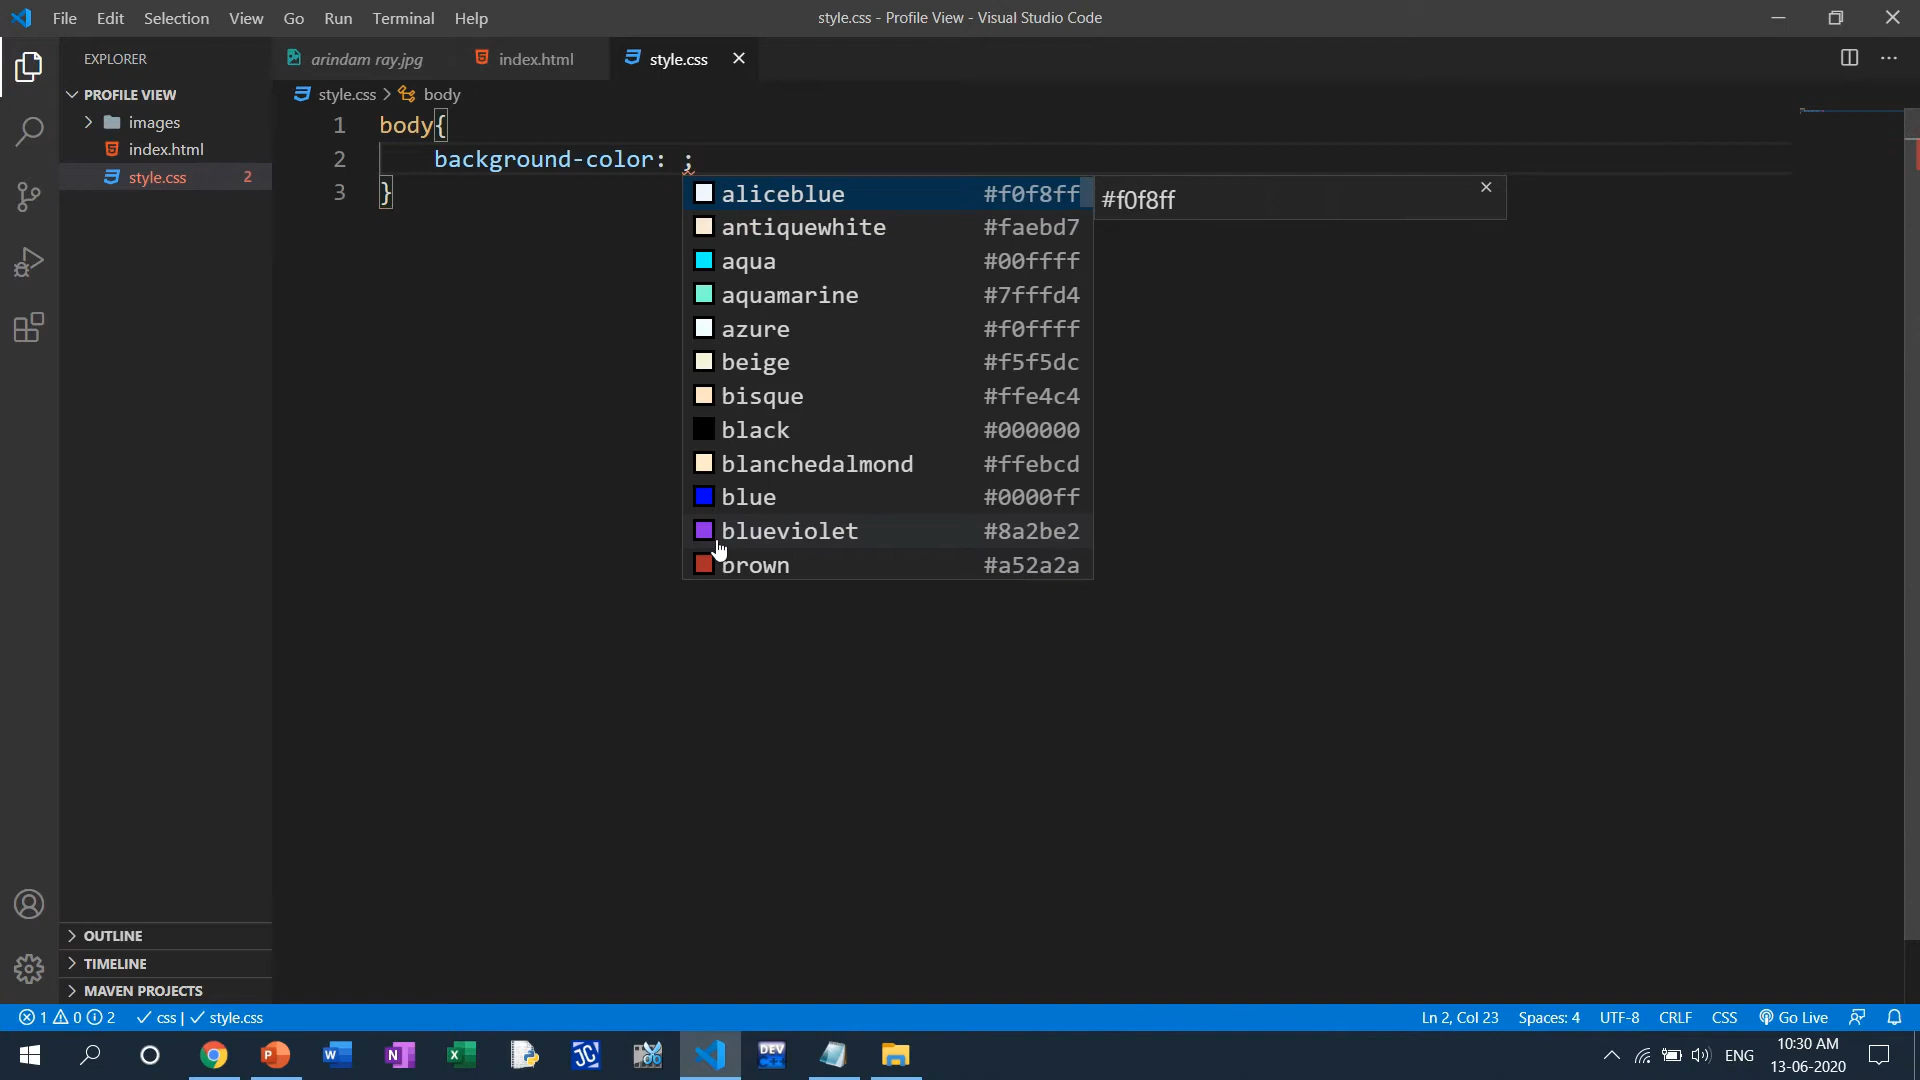 File Edit Selection View Go Run Terminal Help
style.css - Profile View - Visual Studio Code
EXPLORER
arindam ray.jpg
index.html
style.css
PROFILE VIEW
images
index.html
style.css 2
style.css > body
1 body{
2 background-color: ;
3 }
aliceblue #f0f8ff
#f0f8ff
antiquewhite #faebd7
aqua #00ffff
aquamarine #7fffd4
azure #f0ffff
beige #f5f5dc
bisque #ffe4c4
black #000000
blanchedalmond #ffebcd
blue #0000ff
blueviolet #8a2be2
brown #a52a2a
OUTLINE
TIMELINE
MAVEN PROJECTS
1 0 2 css | style.css
Ln 2, Col 23 Spaces: 4 UTF-8 CRLF CSS Go Live
ENG
10:30 AM
13-06-2020
DEV